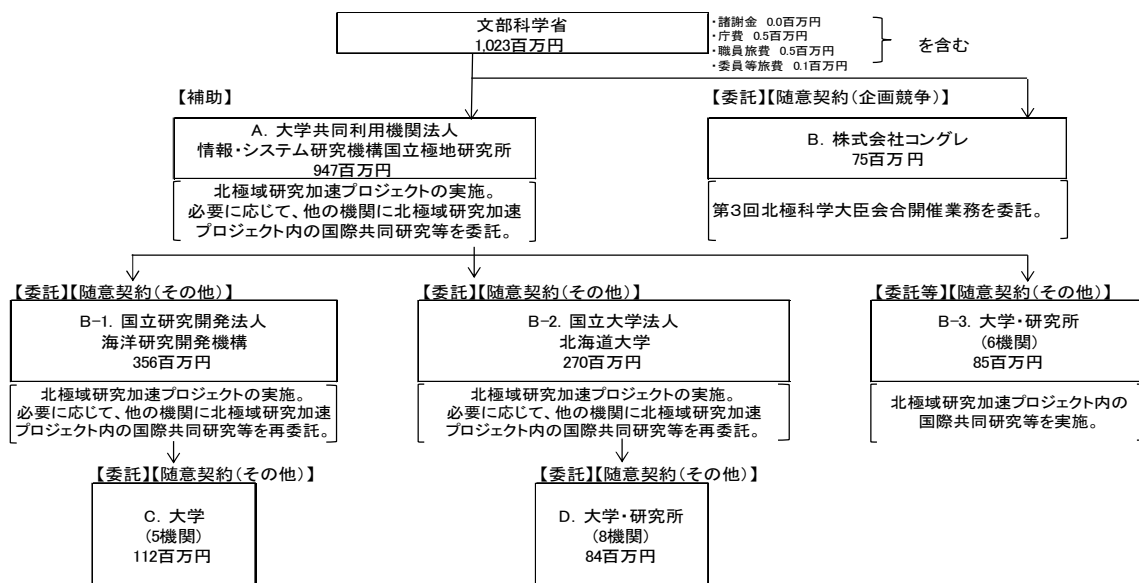 文部科学省
1,023百万円
・諸謝金 0.0百万円
・庁費 0.5百万円
・職員旅費 0.5百万円
・委員等旅費 0.1百万円
を含む
【補助】
A. 大学共同利用機関法人
情報・システム研究機構国立極地研究所
947百万円
北極域研究加速プロジェクトの実施。
必要に応じて、他の機関に北極域研究加速
プロジェクト内の国際共同研究等を委託。
【委託】【随意契約(企画競争)】
B. 株式会社コングレ
75百万円
第3回北極科学大臣会合開催業務を委託。
【委託】【随意契約(その他)】
B-1. 国立研究開発法人
海洋研究開発機構
356百万円
北極域研究加速プロジェクトの実施。
必要に応じて、他の機関に北極域研究加速
プロジェクト内の国際共同研究等を再委託。
【委託】【随意契約(その他)】
B-2. 国立大学法人
北海道大学
270百万円
北極域研究加速プロジェクトの実施。
必要に応じて、他の機関に北極域研究加速
プロジェクト内の国際共同研究等を再委託。
【委託等】【随意契約(その他)】
B-3. 大学・研究所
(6機関)
85百万円
北極域研究加速プロジェクト内の
国際共同研究等を実施。
【委託】【随意契約(その他)】
C. 大学
(5機関)
112百万円
【委託】【随意契約(その他)】
D. 大学・研究所
(8機関)
84百万円